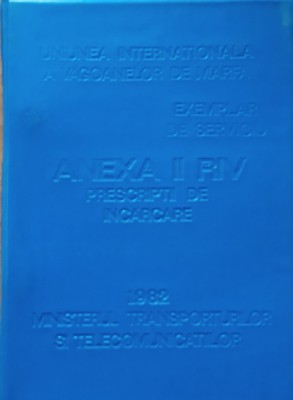 UNIUNEA INTERNATIONALA
A VAGOANELOR DE MARFA
EXEMPLAR
DE SERVICIU
ANEXA II RIV
PRESCRIPTII DE
INCARCARE
1982
MINISTERUL TRANSPORTURILOR
SI TELECOMUNICATIILOR